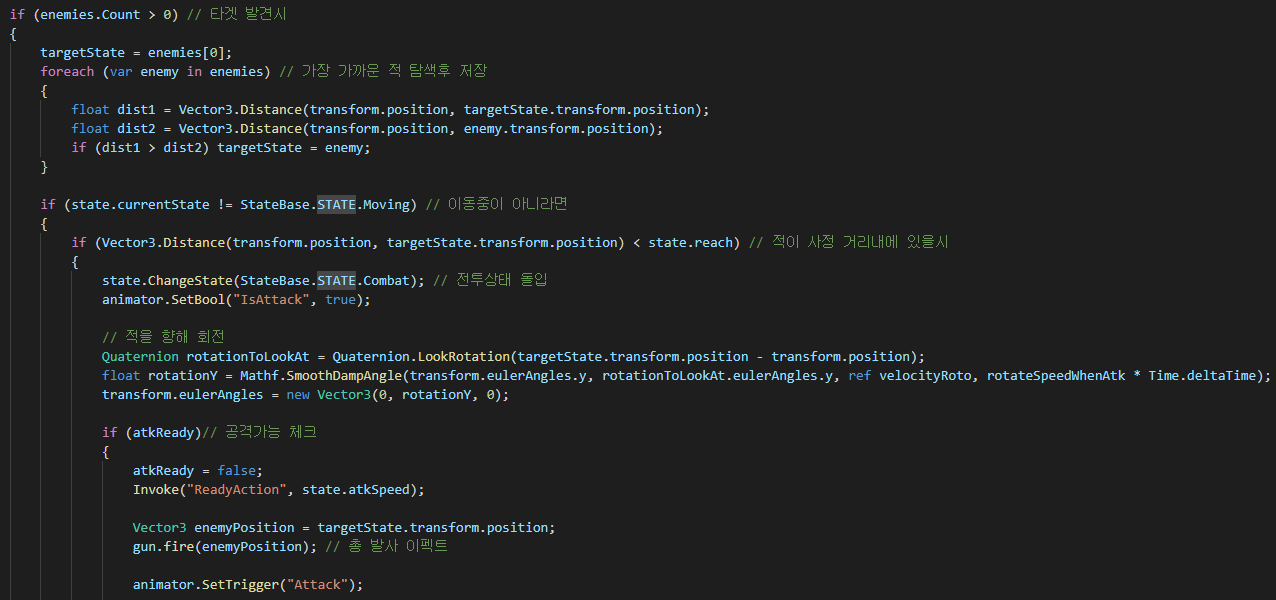 if (enemies.Count > 0) // 타겟 발견시
{
targetState = enemies[0];
foreach (var enemy in enemies) // 가장 가까운 적 탐색후 저장
{
float dist1 = Vector3.Distance(transform.position, targetState.transform.position);
float dist2 = Vector3.Distance(transform.position, enemy.transform.position);
if (dist1 > dist2) targetState = enemy;
}
if (state.currentState != StateBase.STATE.Moving) // 이동중이 아니라면
{
if (Vector3.Distance(transform.position, targetState.transform.position) < state.reach) // 적이 사정 거리내에 있을시
{
state.ChangeState(StateBase.STATE.Combat); // 전투상태 돌입
animator.SetBool("IsAttack", true);
// 적을 향해 회전
Quaternion rotationToLookAt = Quaternion.LookRotation(targetState.transform.position - transform.position);
float rotationY = Mathf.SmoothDampAngle(transform.eulerAngles.y, rotationToLookAt.eulerAngles.y, ref velocityRoto, rotateSpeedWhenAtk * Time.deltaTime);
transform.eulerAngles = new Vector3(0, rotationY, 0);
if (atkReady)// 공격가능 체크
{
atkReady = false;
Invoke("ReadyAction", state.atkSpeed);
Vector3 enemyPosition = targetState.transform.position;
gun.fire(enemyPosition); // 총 발사 이펙트
animator.SetTrigger("Attack");